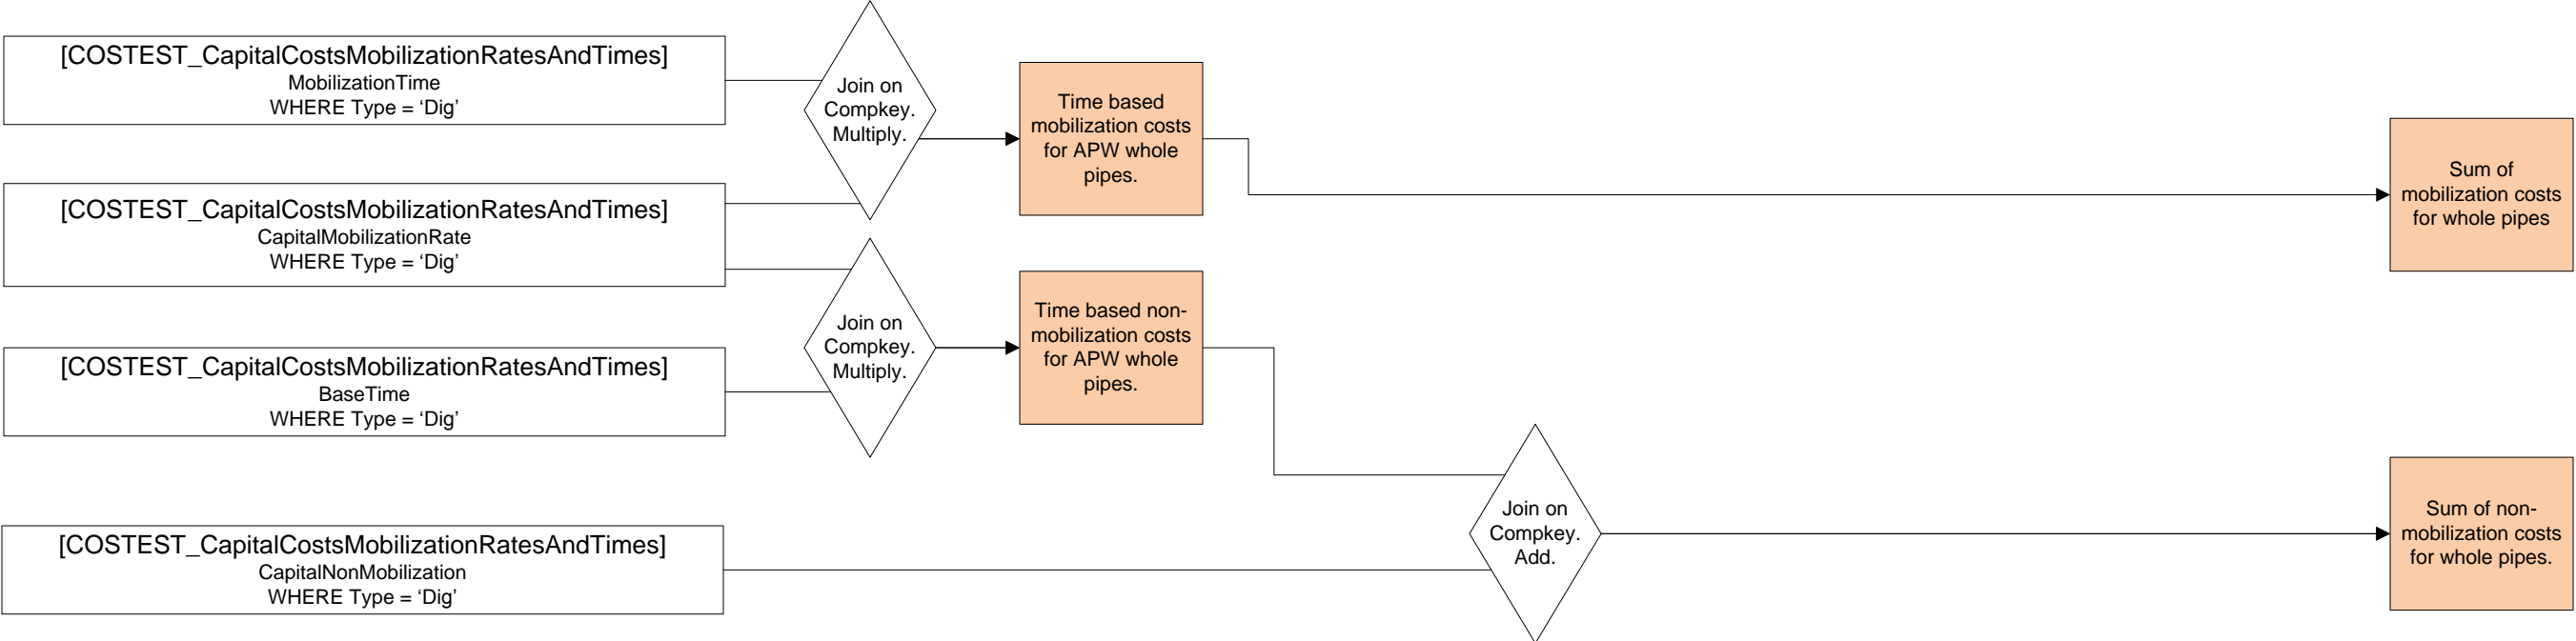 [COSTEST_CapitalCostsMobilizationRatesAndTimes]
MobilizationTime
WHERE Type = ‘Dig’
Join on
Compkey.
Multiply.
Time based
mobilization costs
for APW whole
pipes.
Sum of
mobilization costs
for whole pipes
[COSTEST_CapitalCostsMobilizationRatesAndTimes]
CapitalMobilizationRate
WHERE Type = ‘Dig’
Join on
Compkey.
Multiply.
Time based non-
mobilization costs
for APW whole
pipes.
[COSTEST_CapitalCostsMobilizationRatesAndTimes]
BaseTime
WHERE Type = ‘Dig’
[COSTEST_CapitalCostsMobilizationRatesAndTimes]
CapitalNonMobilization
WHERE Type = ‘Dig’
Join on
Compkey.
Add.
Sum of non-
mobilization costs
for whole pipes.